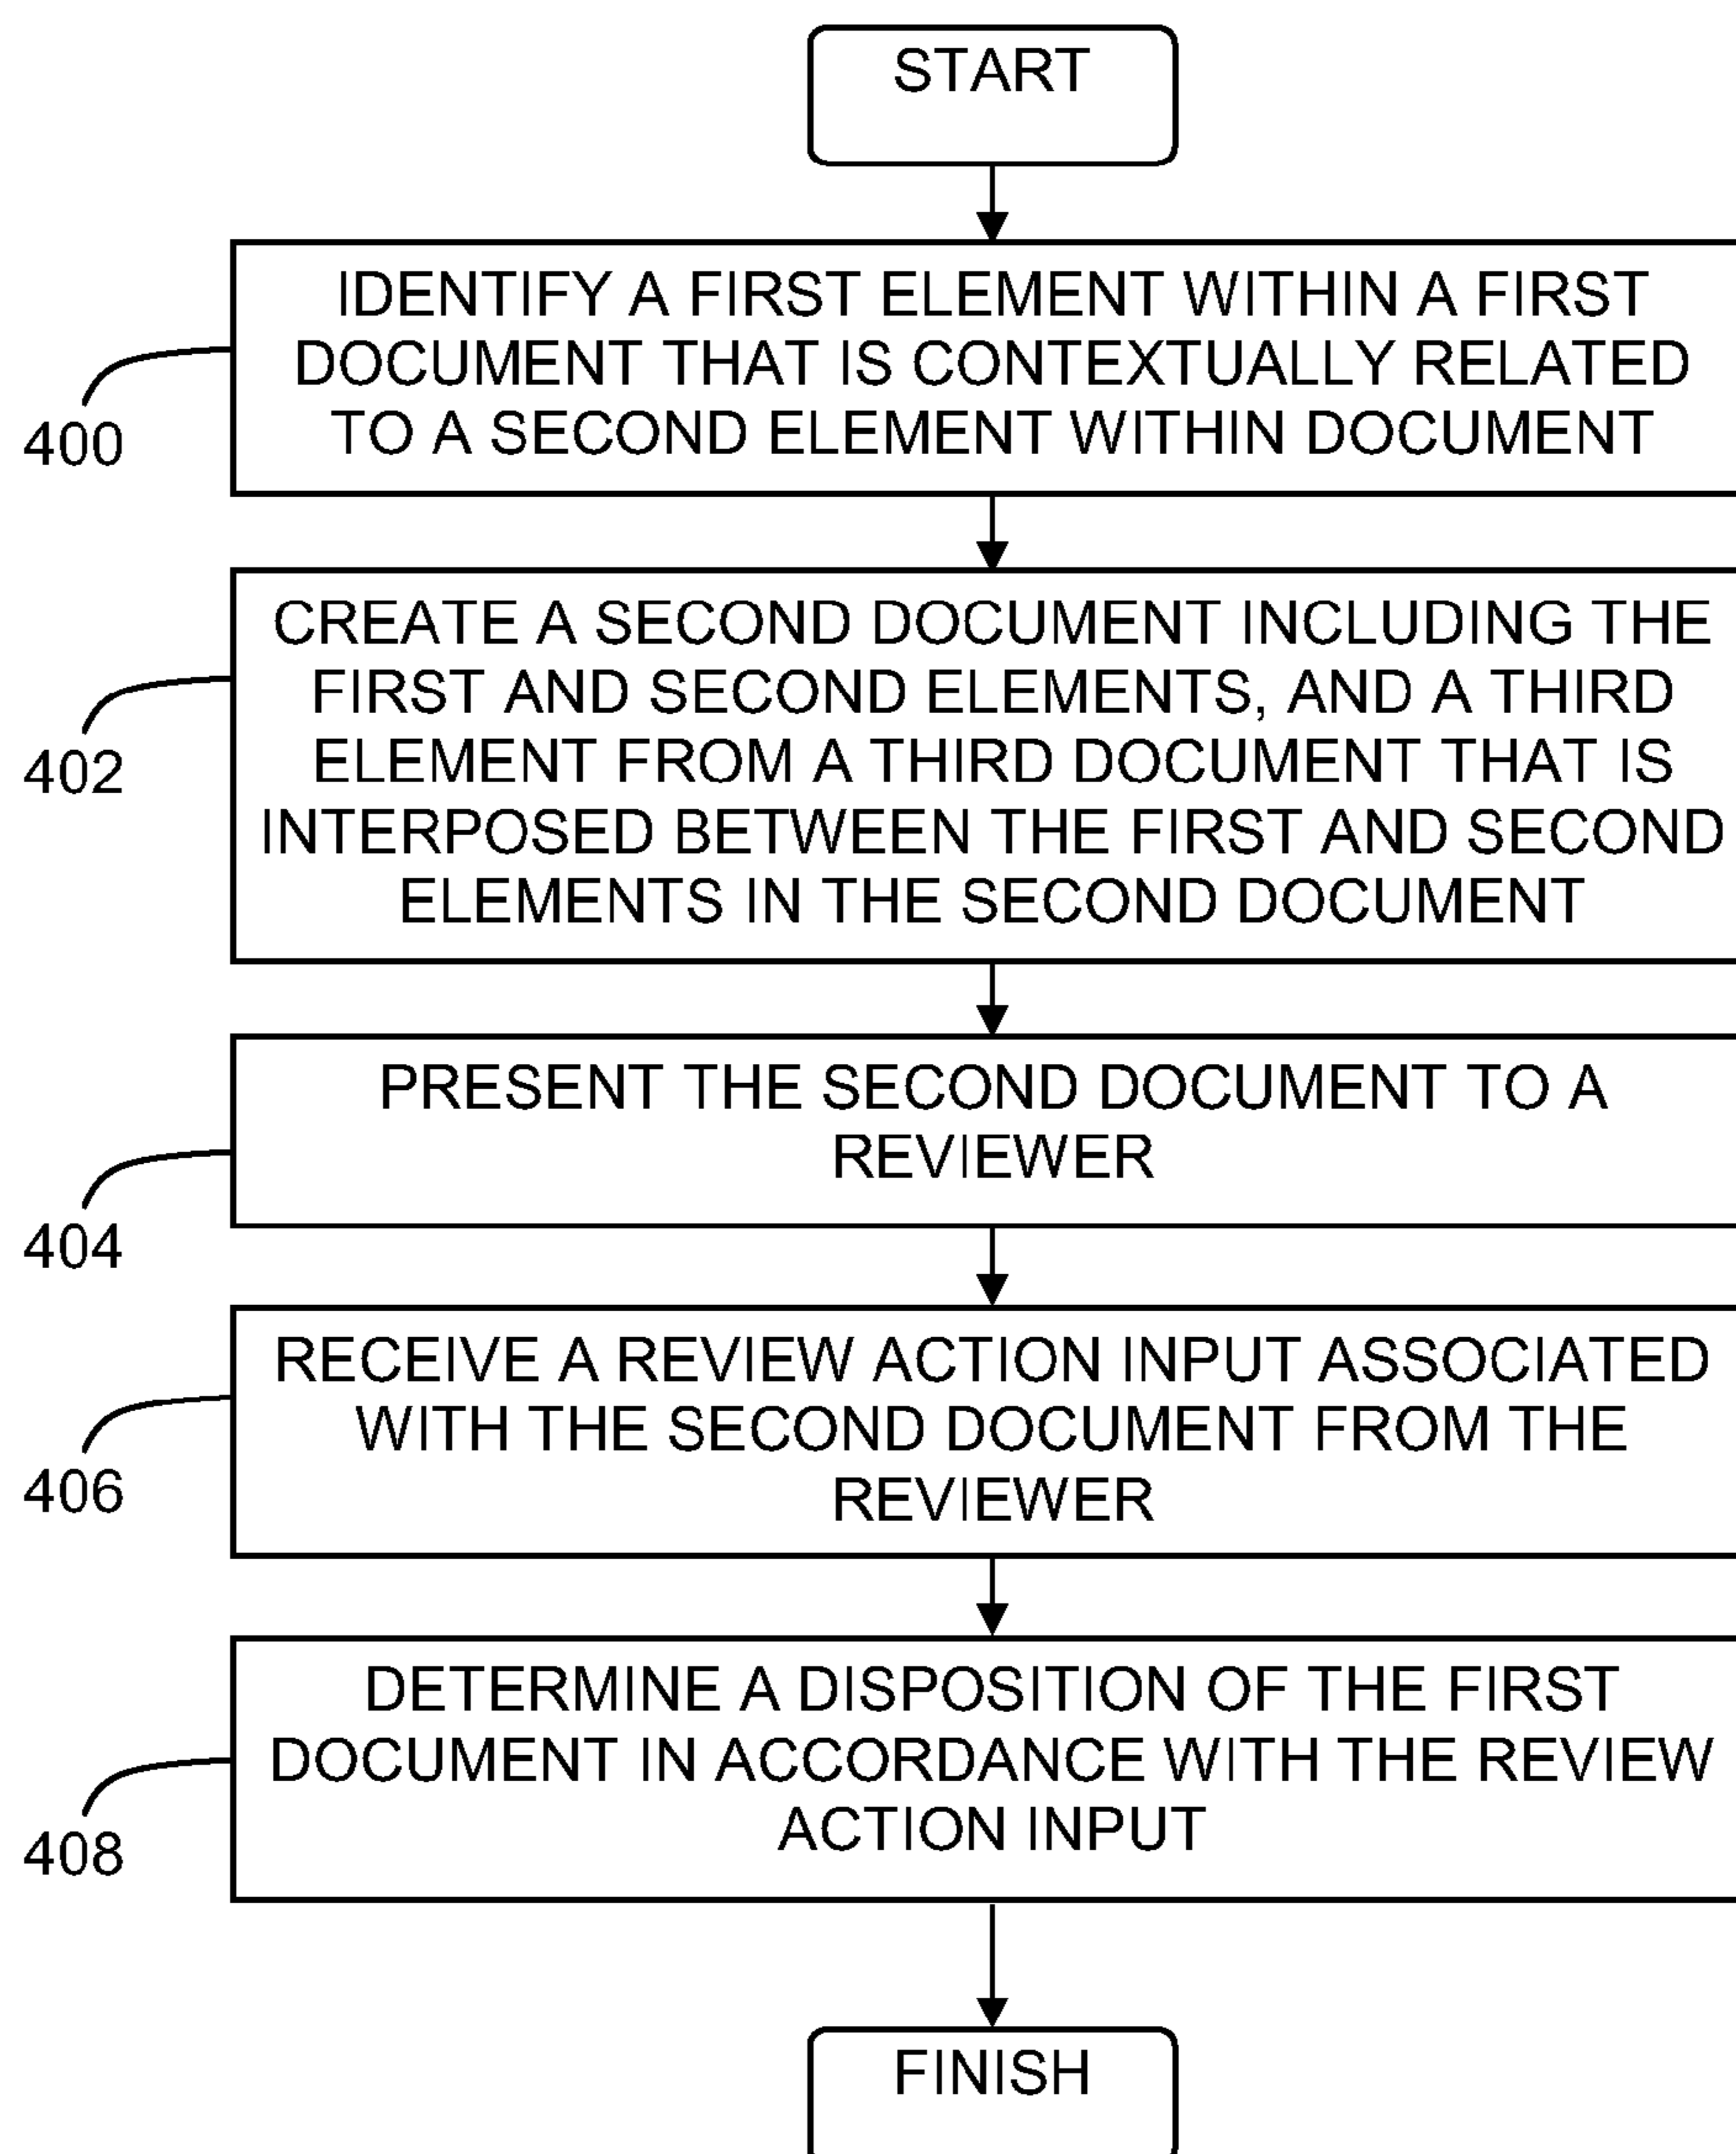 START
IDENTIFY A FIRST ELEMENT WITHIN A FIRST
DOCUMENT THAT IS CONTEXTUALLY RELATED
TO A SECOND ELEMENT WITHIN DOCUMENT
400
CREATE A SECOND DOCUMENT INCLUDING THE
FIRST AND SECOND ELEMENTS, AND A THIRD
ELEMENT FROM A THIRD DOCUMENT THAT IS
INTERPOSED BETWEEN THE FIRST AND SECOND
ELEMENTS IN THE SECOND DOCUMENT
402
PRESENT THE SECOND DOCUMENT TO A
REVIEWER
404
RECEIVE A REVIEW ACTION INPUT ASSOCIATED
WITH THE SECOND DOCUMENT FROM THE
REVIEWER
406
DETERMINE A DISPOSITION OF THE FIRST
DOCUMENT IN ACCORDANCE WITH THE REVIEW
ACTION INPUT
408
FINISH